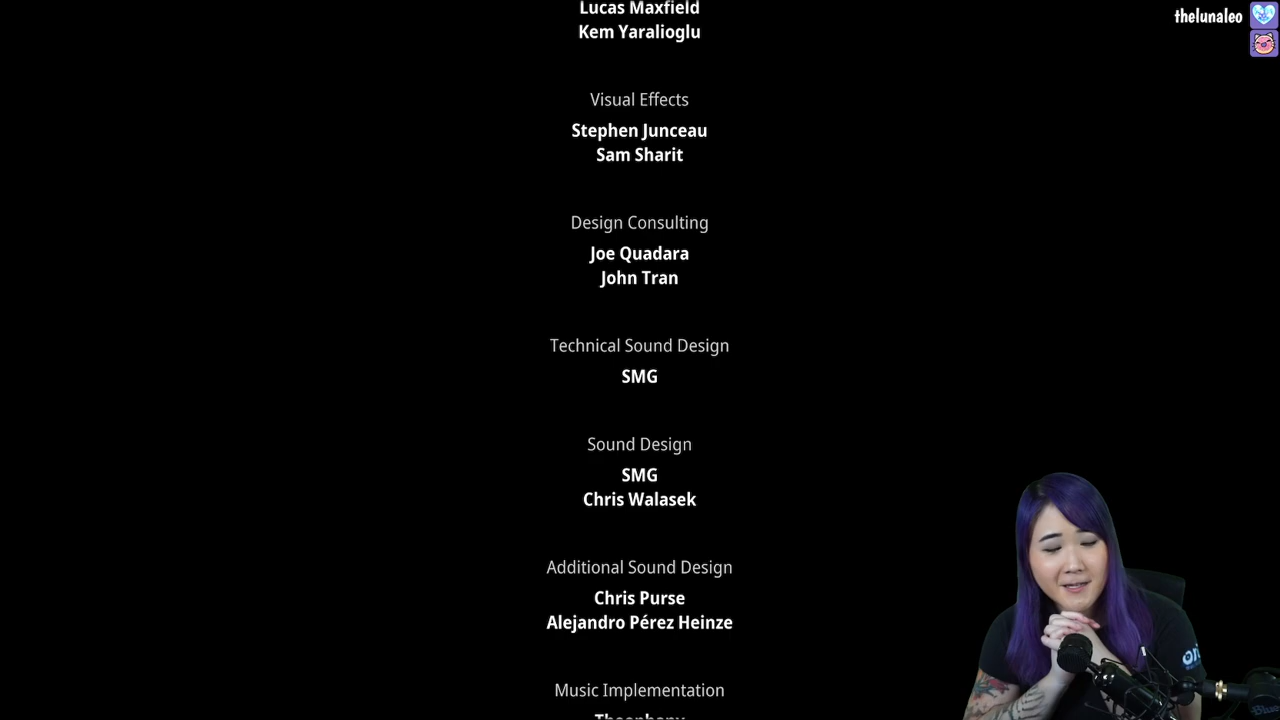 Lucas Maxfield
Kem Yaralioglu
thelunaleo
Visual Effects
Stephen Junceau
Sam Sharit
Design Consulting
Joe Quadara
John Tran
Technical Sound Design
SMG
Sound Design
SMG
Chris Walasek
Additional Sound Design
Chris Purse
Alejandro Pérez Heinze
Music Implementation